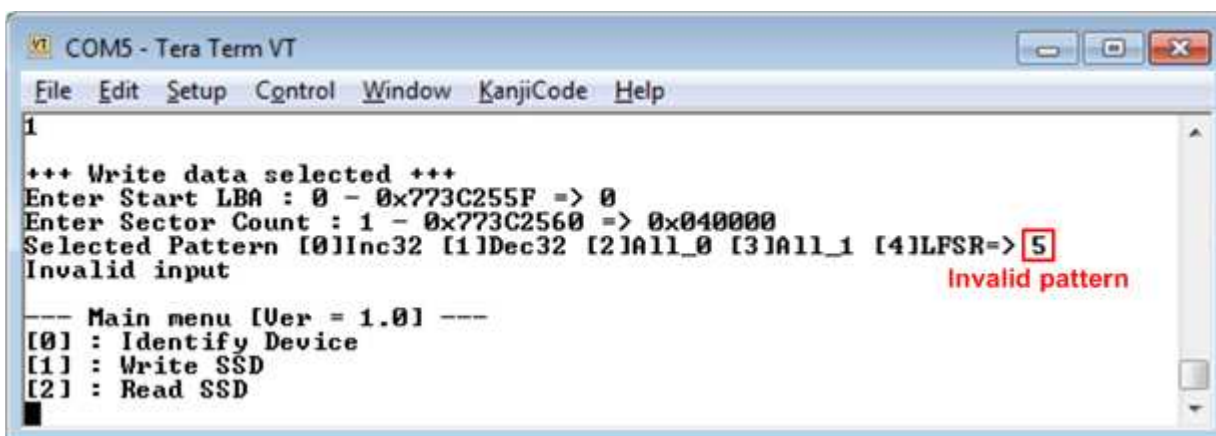 COM5 - Tera Term VT
File Edit Setup Control Window KanjiCode Help
1
+++ Write data selected +++
Enter Start LBA : 0 - 0x773C255F => 0
Enter Sector Count : 1 - 0x773C2560 => 0x040000
Selected Pattern [0]Inc32 [1]Dec32 [2]All_0 [3]All_1 [4]LFSR=> 5
Invalid input
Invalid pattern
--- Main menu [Ver = 1.0] ---
[0] : Identify Device
[1] : Write SSD
[2] : Read SSD